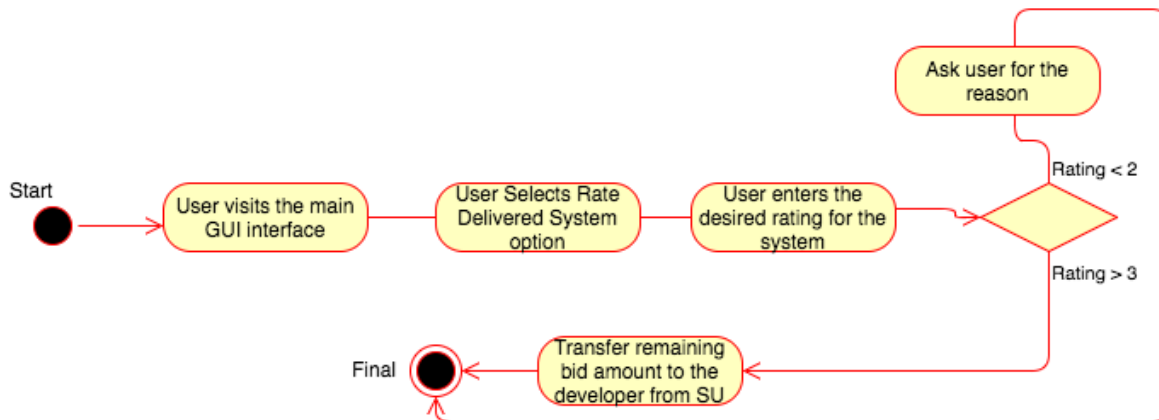 Ask user for the
reason
Rating < 2
Start
User visits the main
GUI interface
User Selects Rate
Delivered System
option
User enters the
desired rating for the
system
Rating > 3
Final
Transfer remaining
bid amount to the
developer from SU